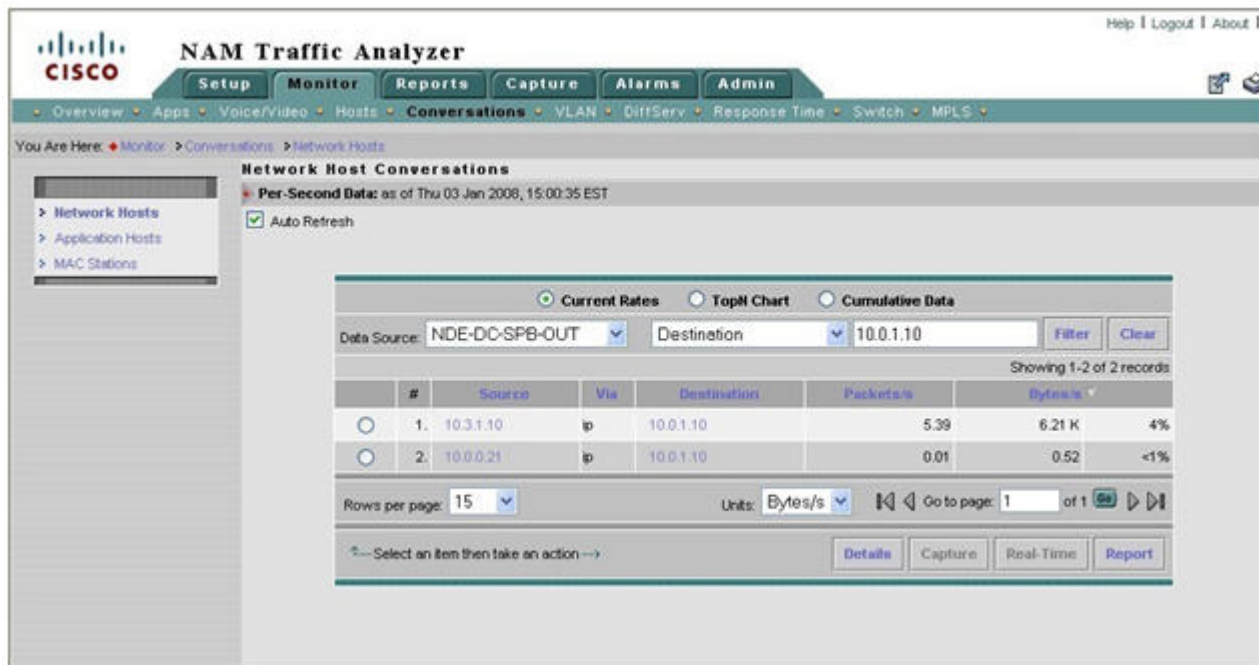 Help | Logout | About |
CISCO
NAM Traffic Analyzer
Setup Monitor Reports Capture Alarms Admin
Overview Apps Voice/Video Hosts Conversations VLAN DiffServ Response Time Switch MPLS
You Are Here: Monitor > Conversations > Network Hosts
Network Host Conversations
Per-Second Data: as of Thu 03 Jan 2008, 15:00:35 EST
> Network Hosts
> Application Hosts
> MAC Stations
Auto Refresh
Current Rates TopN Chart Cumulative Data
Data Source: NDE-DC-SPB-OUT Destination 10.0.1.10 Filter Clear
Showing 1-2 of 2 records
# Source Via Destination Packets/s Bytes/s
1. 10.3.1.10 ip 10.0.1.10 5.39 6.21 K 4%
2. 10.0.0.21 ip 10.0.1.10 0.01 0.52 <1%
Rows per page: 15 Units: Bytes/s Go to page: 1 of 1 Go
Select an item then take an action --> Details Capture Real-Time Report